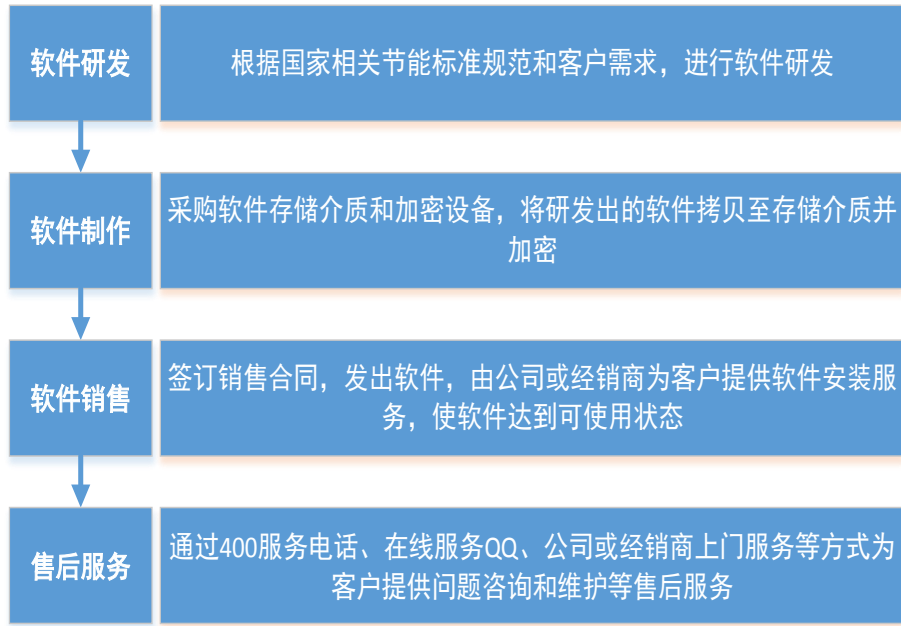 软件研发
根据国家相关节能标准规范和客户需求，进行软件研发
软件制作
采购软件存储介质和加密设备，将研发出的软件拷贝至存储介质并
加密
软件销售
签订销售合同，发出软件，由公司或经销商为客户提供软件安装服
务，使软件达到可使用状态
售后服务
通过400服务电话、在线服务QQ、公司或经销商上门服务等方式为
客户提供问题咨询和维护等售后服务